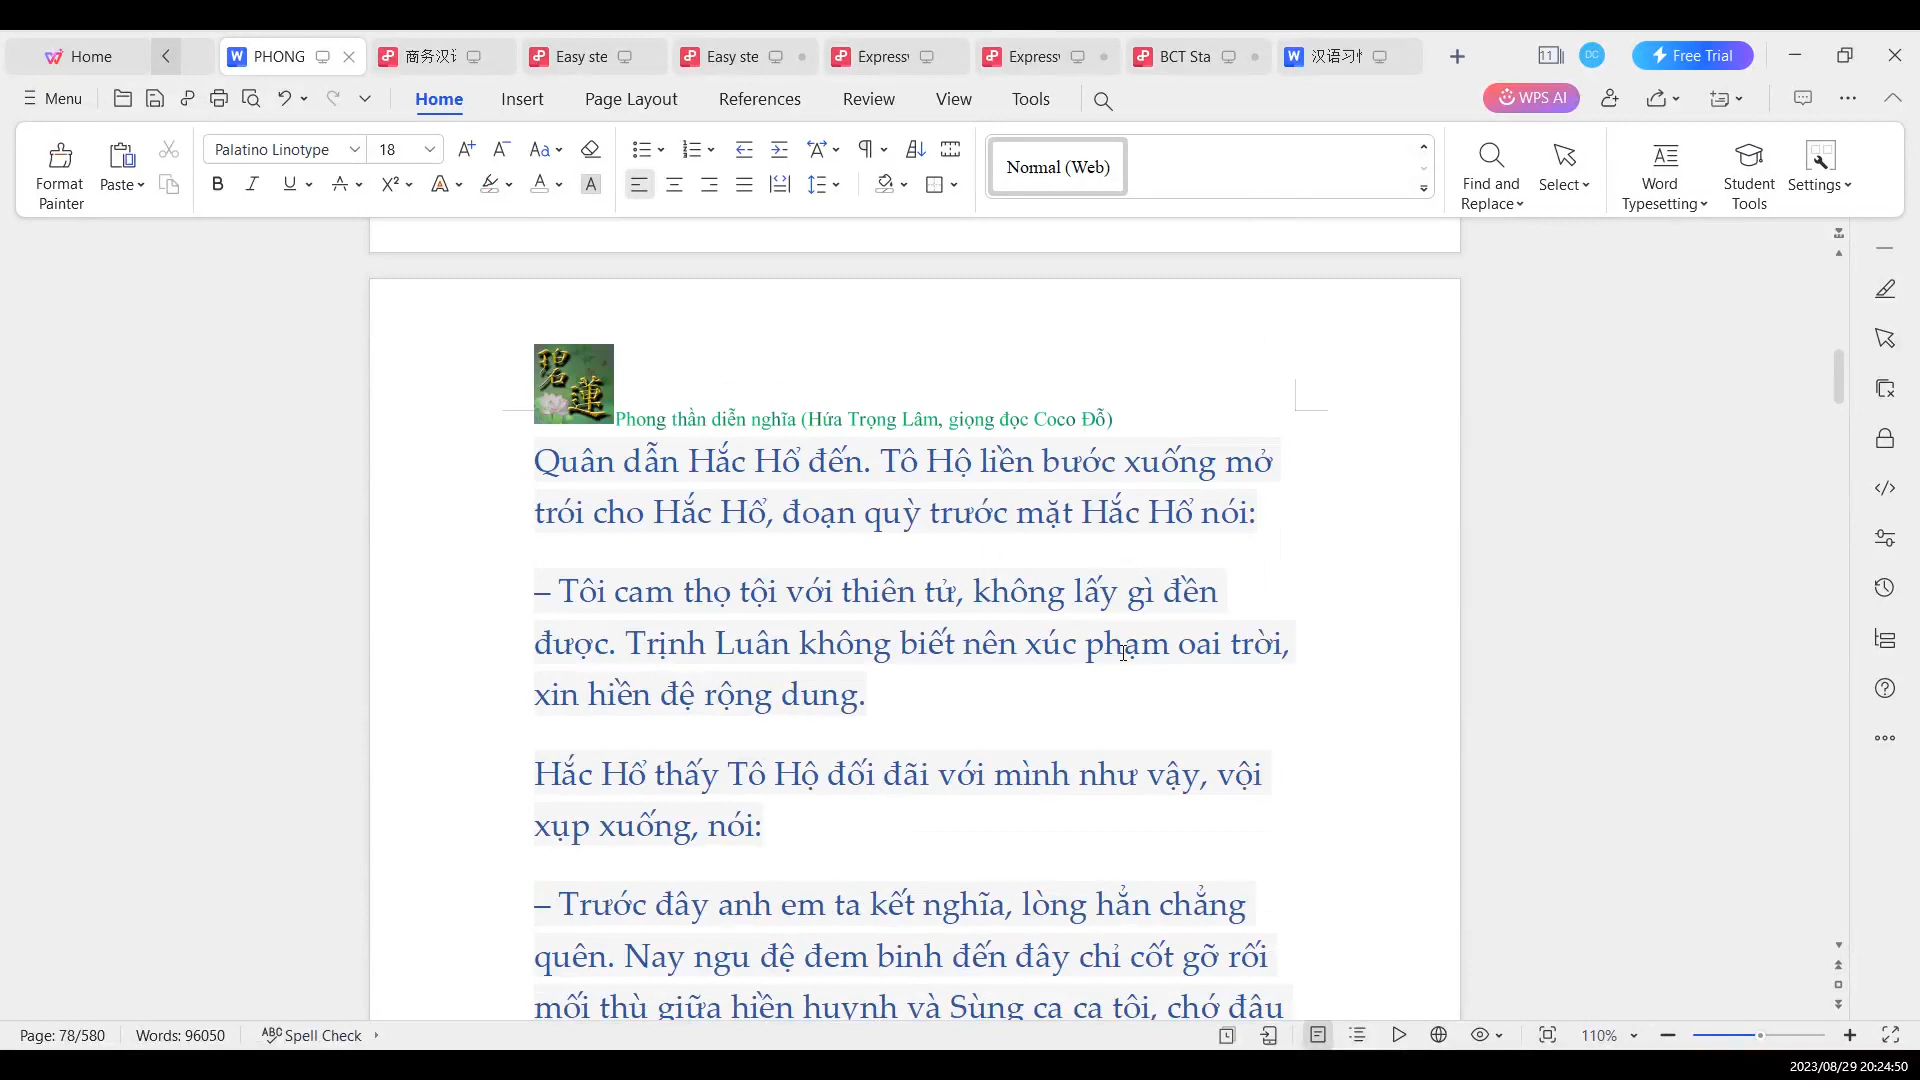 Home
PHONG
商务汉语
Easy ste
Easy ste
Express
Express
BCT Sta
汉语习
DC
Free Trial
Menu
Home
Insert
Page Layout
References
Review
View
Tools
WPS AI
Format
Painter
Paste
Palatino Linotype
18
Normal (Web)
Find and
Replace
Select
Word
Typesetting
Student
Tools
Settings
碧蓮
Phong thần diễn nghĩa (Hứa Trọng Lâm, giọng đọc Coco Đỗ)
Quân dẫn Hắc Hổ đến. Tô Hộ liền bước xuống mở
trói cho Hắc Hổ, đoạn quỳ trước mặt Hắc Hổ nói:
– Tôi cam thọ tội với thiên tử, không lấy gì đền
được. Trịnh Luân không biết nên xúc phạm oai trời,
xin hiền đệ rộng dung.
Hắc Hổ thấy Tô Hộ đối đãi với mình như vậy, vội
xụp xuống, nói:
– Trước đây anh em ta kết nghĩa, lòng hẳn chẳng
quên. Nay ngu đệ đem binh đến đây chỉ cốt gỡ rối
mối thù giữa hiền huynh và Sùng ca ca tôi, chớ đâu
Page: 78/580
Words: 96050
Spell Check
110%
2023/08/29 20:24:50